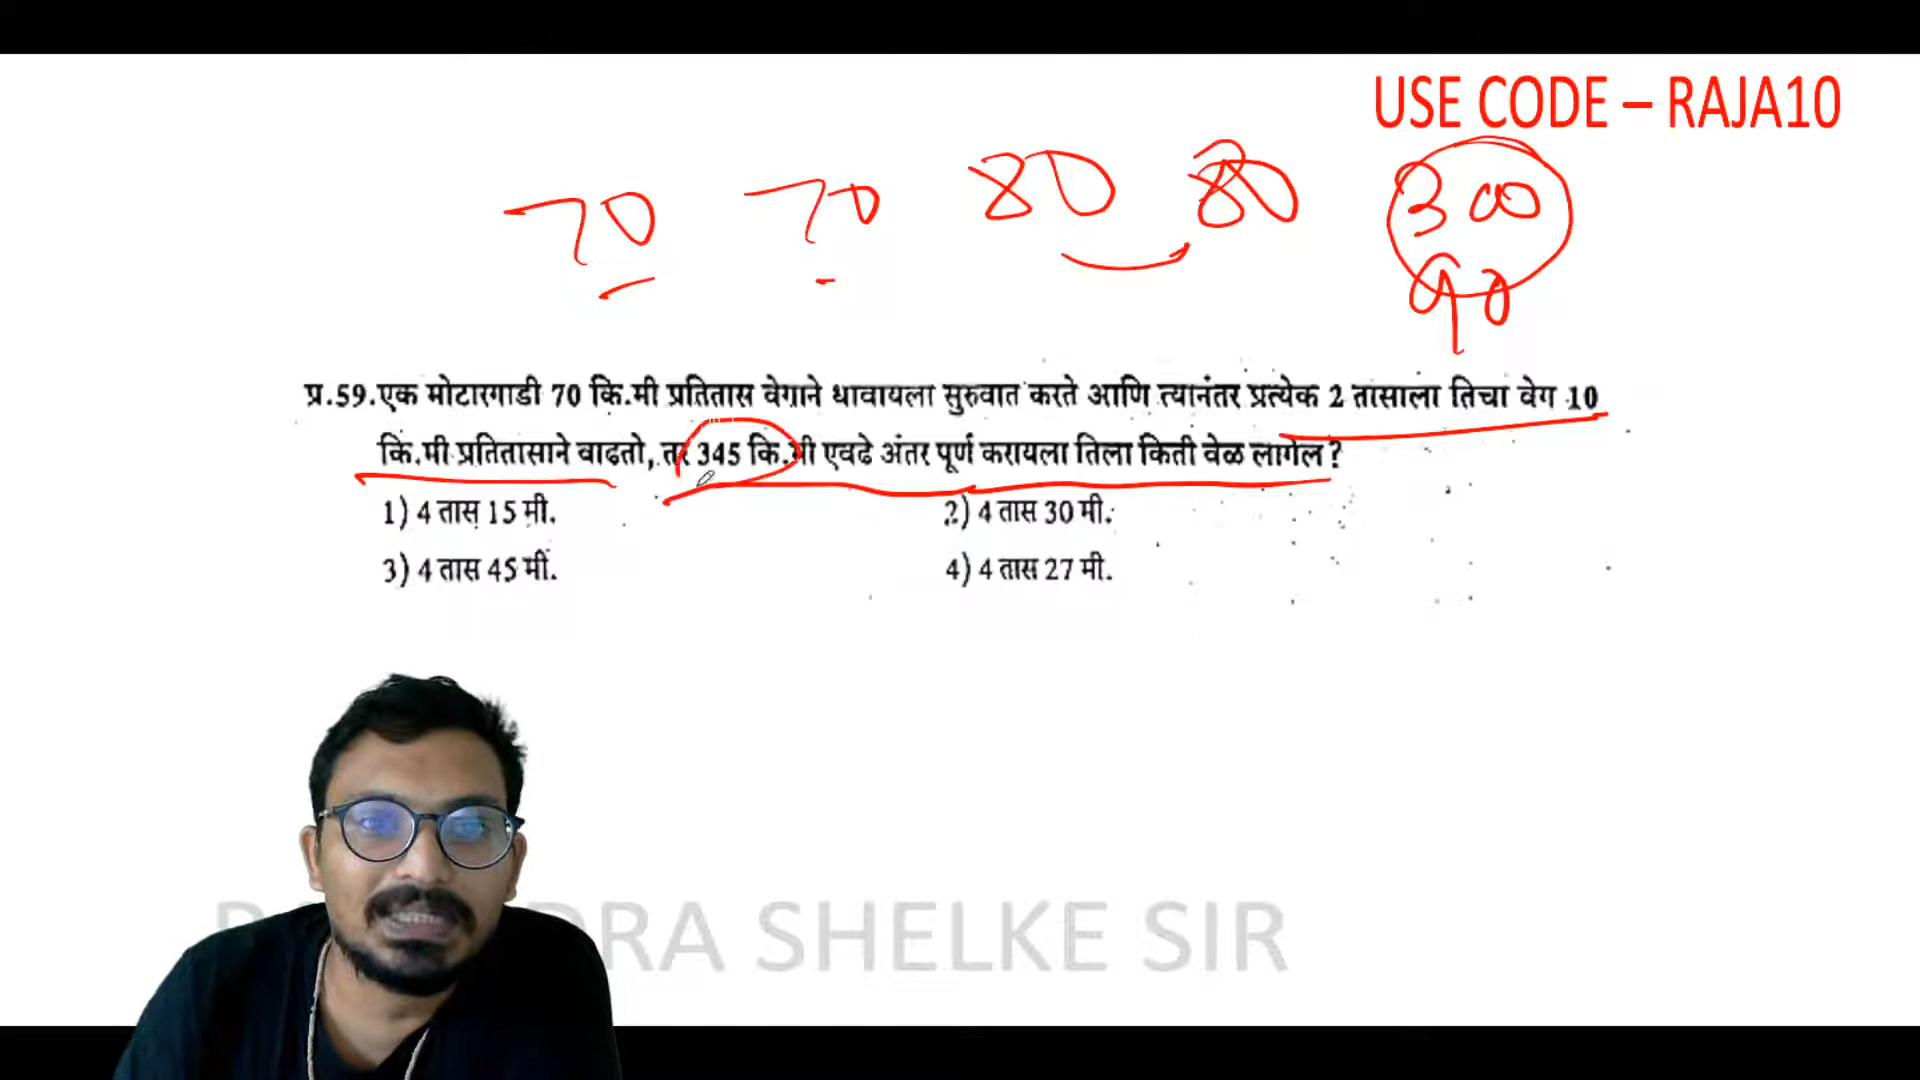 USE CODE – RAJA10
70 70 80 80 300
90
प्र.59.एक मोटारगाडी 70 कि.मी प्रतितास वेगाने धावायला सुरुवात करते आणि त्यानंतर प्रत्येक 2 तासाला तिचा वेग 10
कि.मी प्रतितासाने वाढतो, तर 345 कि.मी एवढे अंतर पूर्ण करायला तिला किती वेळ लागेल?
1) 4 तास 15 मी. 2) 4 तास 30 मी.
3) 4 तास 45 मी. 4) 4 तास 27 मी.
DRA SHELKE SIR